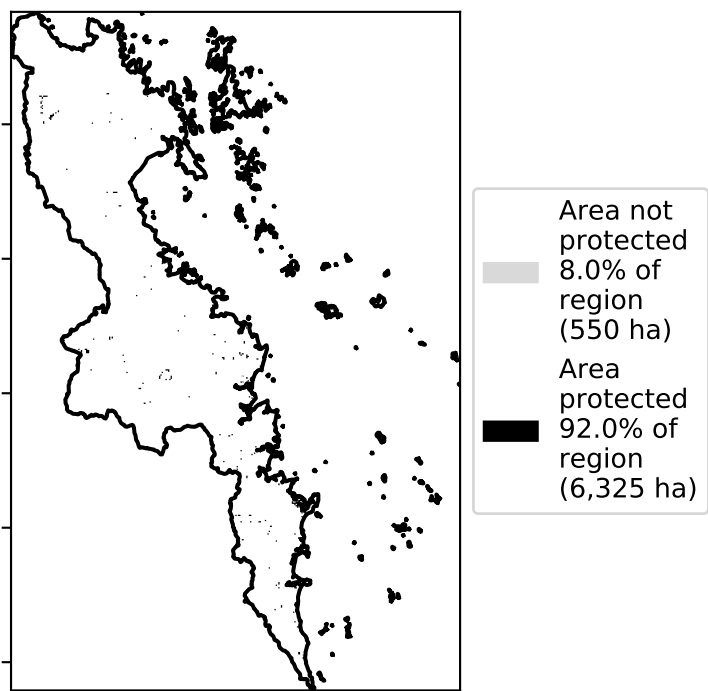 Area not
protected
8.0% of
region
(550 ha)
Area
protected
92.0% of
region
(6,325 ha)